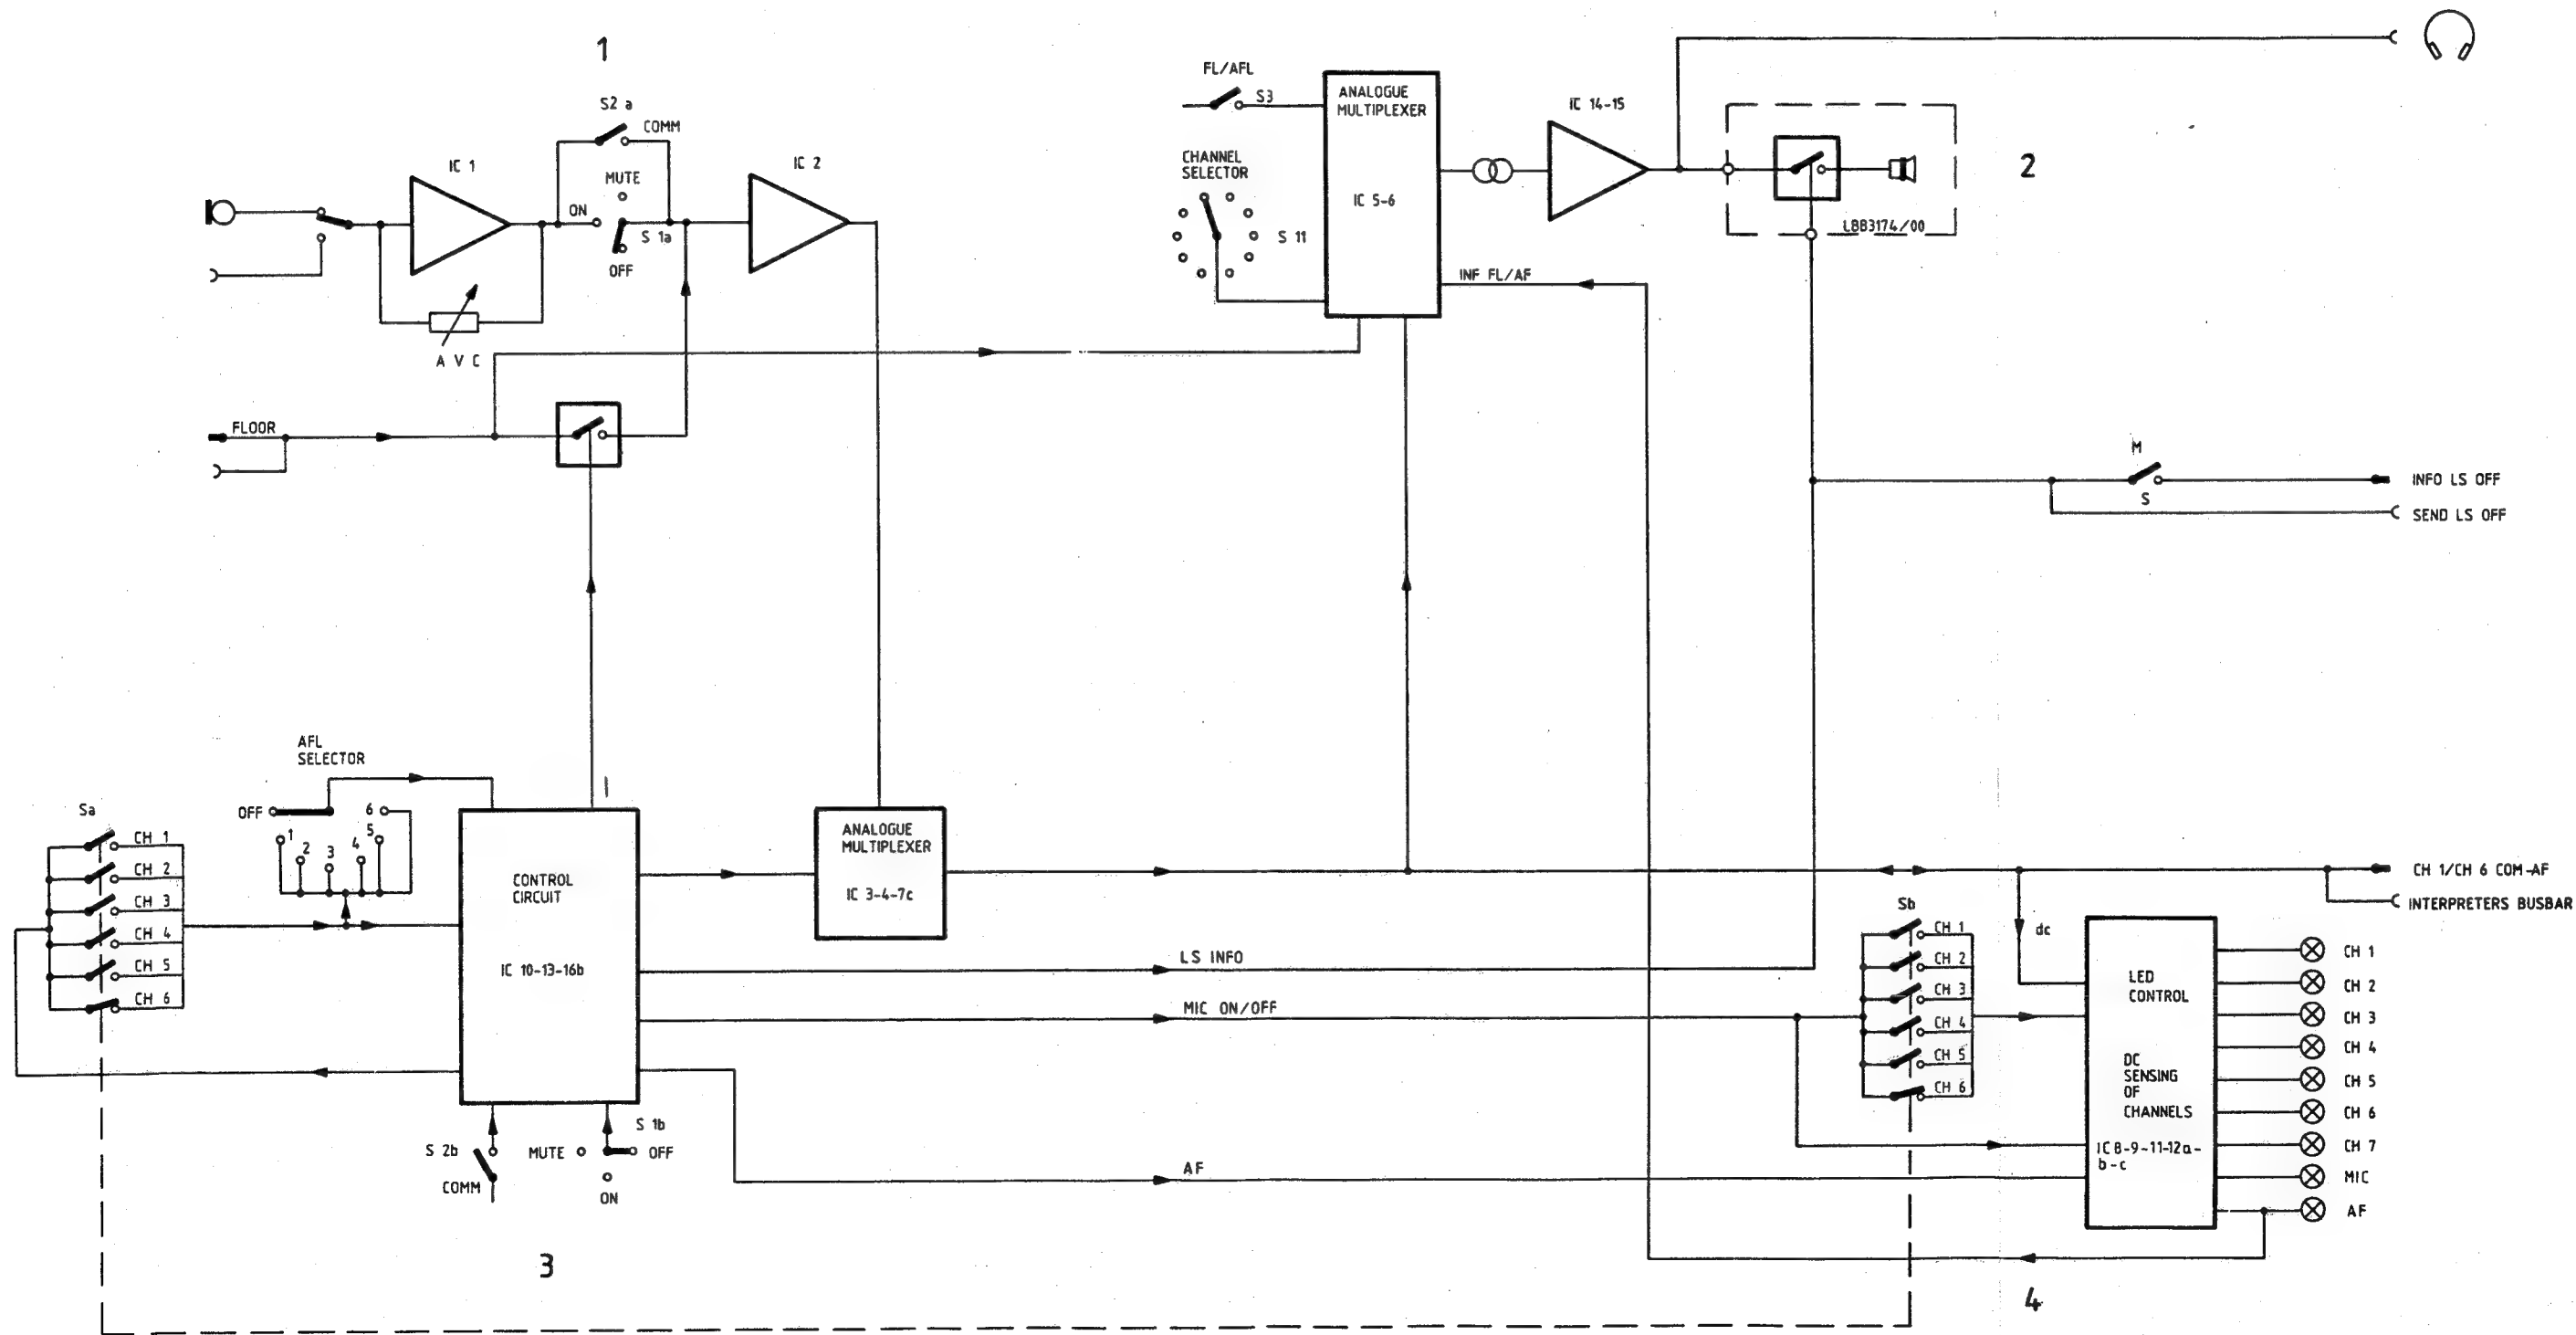 1
S2 a
COMM
IC 1
MUTE
ON
S 1a
OFF
IC 2
A V C
FLOOR
FL/AFL
S3
CHANNEL
SELECTOR
S 11
ANALOGUE
MULTIPLEXER
IC 5-6
INF FL/AF
IC 14-15
LBB3174/00
2
M
S
INFO LS OFF
SEND LS OFF
AFL
SELECTOR
OFF
1
2
3
4
5
6
Sa
CH 1
CH 2
CH 3
CH 4
CH 5
CH 6
CONTROL
CIRCUIT
IC 10-13-16b
ANALOGUE
MULTIPLEXER
IC 3-4-7c
LS INFO
MIC ON/OFF
AF
S 2b
COMM
MUTE
S 1b
OFF
ON
3
Sb
CH 1
CH 2
CH 3
CH 4
CH 5
CH 6
dc
CH 1/CH 6 COM-AF
INTERPRETERS BUSBAR
LED
CONTROL
DC
SENSING
OF
CHANNELS
IC8-9-11-12a-
b-c
CH 1
CH 2
CH 3
CH 4
CH 5
CH 6
CH 7
MIC
AF
4